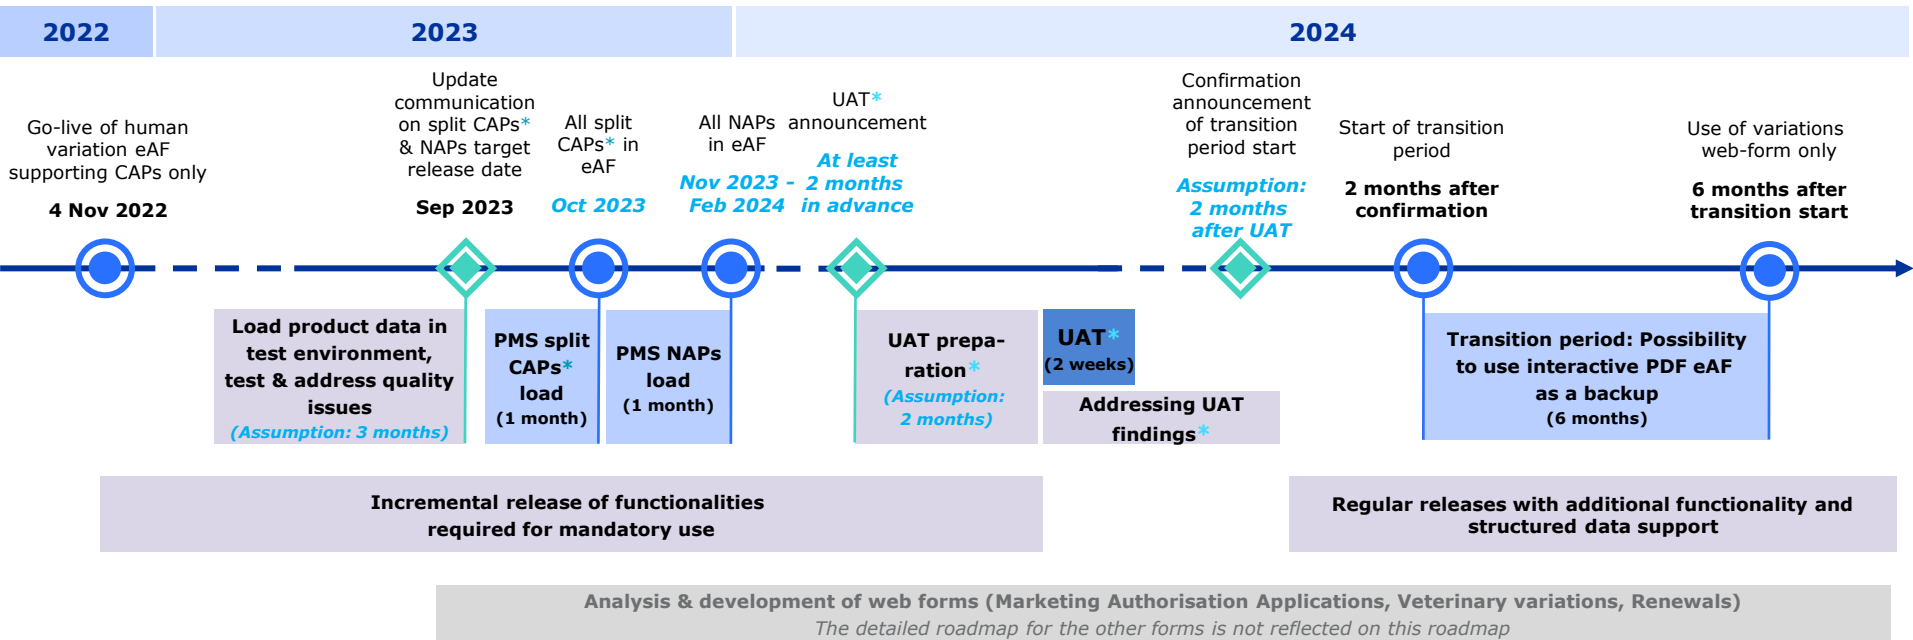 2022
2023
2024
Go-live of human
variation eAF
supporting CAPs only
4 Nov 2022
Update
communication
on split CAPs*
& NAPs target
release date
Sep 2023
All split
CAPs* in
eAF
Oct 2023
All NAPs
in eAF
Nov 2023 -
Feb 2024
UAT*
announcement
At least
2 months
in advance
Confirmation
announcement
of transition
period start
Assumption:
2 months
after UAT
Start of transition
period
2 months after
confirmation
Use of variations
web-form only
6 months after
transition start
Load product data in
test environment,
test & address quality
issues
(Assumption: 3 months)
PMS split
CAPs*
load
(1 month)
PMS NAPs
load
(1 month)
UAT prepa-
ration*
(Assumption:
2 months)
UAT*
(2 weeks)
Addressing UAT
findings*
Transition period: Possibility
to use interactive PDF eAF
as a backup
(6 months)
Incremental release of functionalities
required for mandatory use
Regular releases with additional functionality and
structured data support
Analysis & development of web forms (Marketing Authorisation Applications, Veterinary variations, Renewals)
The detailed roadmap for the other forms is not reflected on this roadmap